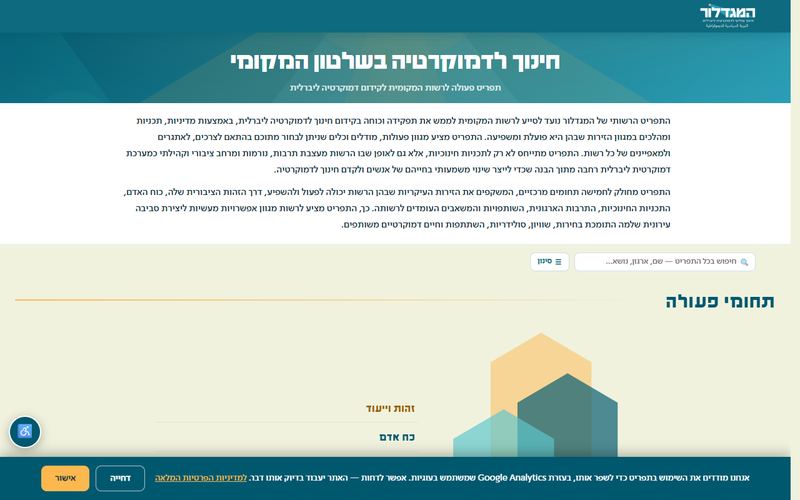 המגדלור
חינוך לדמוקרטיה בשלטון המקומי
תפריט פעולה לרשות המקומית לקידום דמוקרטיה ליברלית
התפריט הרשותי של המגדלור נועד לסייע לרשות המקומית לממש את תפקידה וכוחה בקידום חינוך לדמוקרטיה ליברלית, באמצעות מדיניות, תכניות
ומהלכים במגוון הזירות שבהן היא פועלת ומשפיעה. התפריט מציע מגוון פעולות, מודלים וכלים שניתן לבחור מתוכם בהתאם לצרכים, לאתגרים
ולמאפיינים של כל רשות. התפריט מתייחס לא רק לתכניות חינוכיות, אלא גם לאופן שבו הרשות מעצבת תרבות, נורמות ומרחב ציבורי וקהילתי כמערכת
דמוקרטית ליברלית רחבה מתוך הבנה שכדי לייצר שינוי משמעותי בחייהם של אנשים ולקדם חינוך לדמוקרטיה.
התפריט מחולק לחמישה תחומים מרכזיים, המשקפים את הזירות העיקריות שבהן הרשות יכולה לפעול ולהשפיע, דרך הזהות הציבורית שלה, כוח האדם,
התכניות החינוכיות, התרבות הארגונית, השותפויות והמשאבים העומדים לרשותה. כך, התפריט מציע לרשות מגוון אפשרויות מעשיות ליצירת סביבה
עירונית שלמה התומכת בחירות, שוויון, סולידריות, השתתפות וחיים דמוקרטיים משותפים.
חיפוש בכל התפריט — שם, ארגון, נושא...
☰ סינון
תחומי פעולה
זהות וייעוד
כח אדם
אנחנו מודדים את השימוש בתפריט כדי לשפר אותו, בעזרת Google Analytics שמשתמש בעוגיות. אפשר לדחות — האתר יעבוד בדיוק אותו דבר. למדיניות הפרטיות המלאה
דחייה
אישור